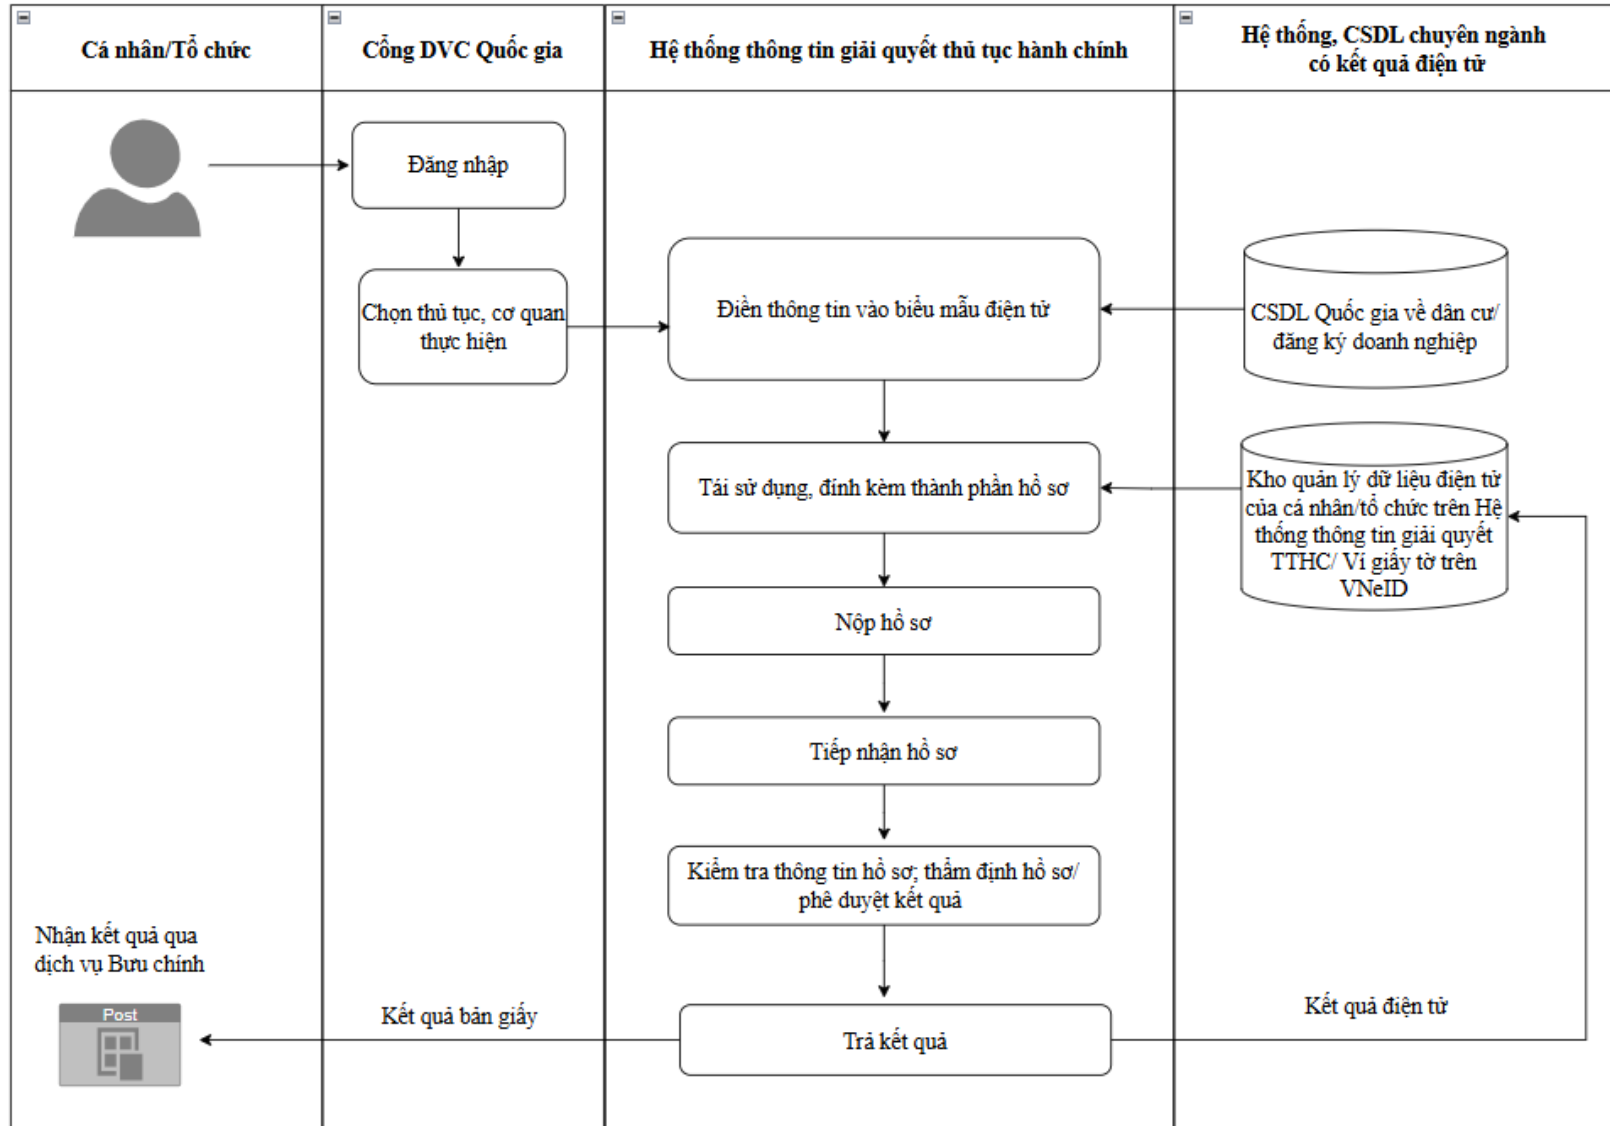 Cá nhân/Tổ chức
Cổng DVC Quốc gia
Hệ thống thông tin giải quyết thủ tục hành chính
Hệ thống, CSDL chuyên ngành
có kết quả điện tử
Đăng nhập
Chọn thủ tục, cơ quan
thực hiện
Điền thông tin vào biểu mẫu điện tử
CSDL Quốc gia về dân cư/
đăng ký doanh nghiệp
Tái sử dụng, đính kèm thành phần hồ sơ
Kho quản lý dữ liệu điện tử
của cá nhân/tổ chức trên Hệ
thống thông tin giải quyết
TTHC/ Ví giấy tờ trên
VNeID
Nộp hồ sơ
Tiếp nhận hồ sơ
Kiểm tra thông tin hồ sơ; thẩm định hồ sơ/
phê duyệt kết quả
Nhận kết quả qua
dịch vụ Bưu chính
Post
Kết quả bản giấy
Trả kết quả
Kết quả điện tử